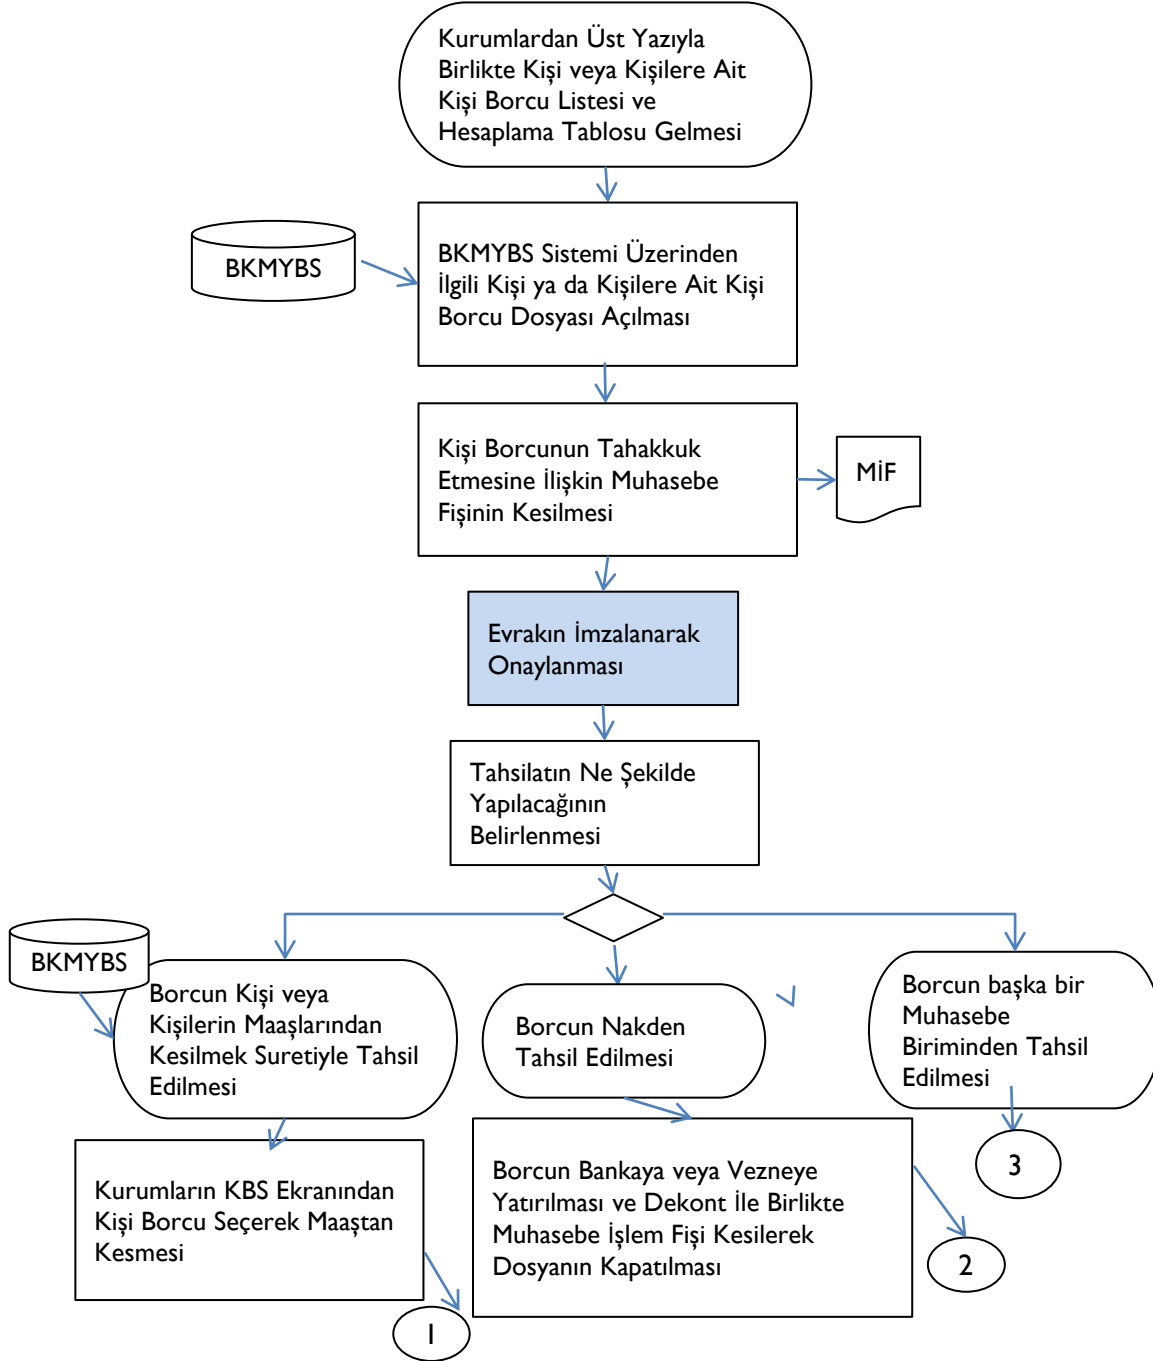 Kurumlardan Üst Yazıyla
Birlikte Kişi veya Kişilere Ait
Kişi Borcu Listesi ve
Hesaplama Tablosu Gelmesi
BKMYBS
BKMYBS Sistemi Üzerinden
İlgili Kişi ya da Kişilere Ait Kişi
Borcu Dosyası Açılması
Kişi Borcunun Tahakkuk
Etmesine İlişkin Muhasebe
Fişinin Kesilmesi
MİF
Evrakın İmzalanarak
Onaylanması
Tahsilatın Ne Şekilde
Yapılacağının
Belirlenmesi
BKMYBS
Borcun Kişi veya
Kişilerin Maaşlarından
Kesilmek Suretiyle Tahsil
Edilmesi
Borcun Nakden
Tahsil Edilmesi
Borcun başka bir
Muhasebe
Biriminden Tahsil
Edilmesi
Kurumların KBS Ekranından
Kişi Borcu Seçerek Maaştan
Kesmesi
Borcun Bankaya veya Vezneye
Yatırılması ve Dekont İle Birlikte
Muhasebe İşlem Fişi Kesilerek
Dosyanın Kapatılması
3
2
1